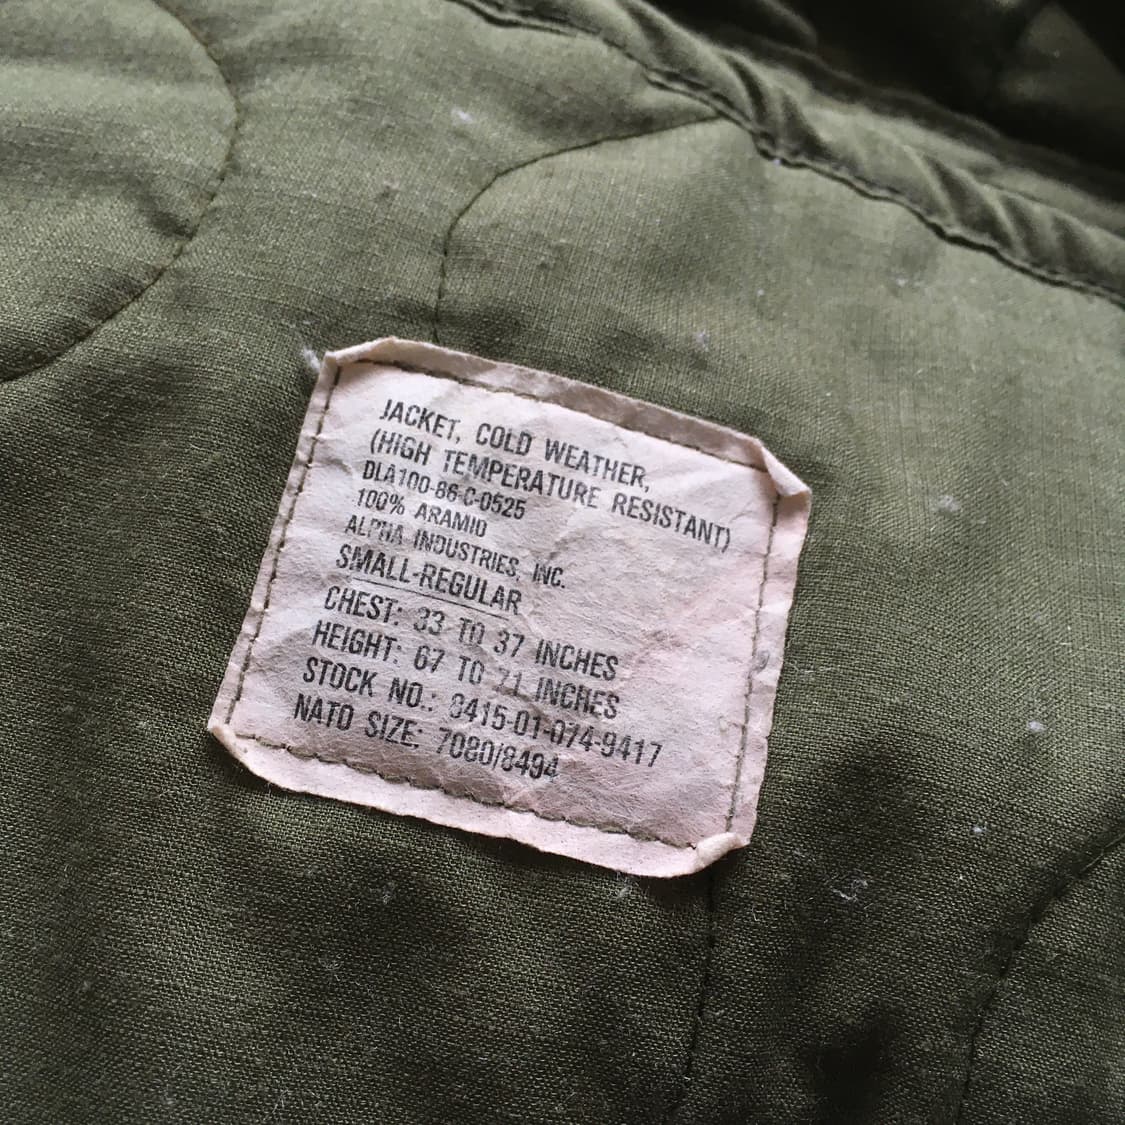 JACKET, COLD WEATHER,
(HIGH TEMPERATURE RESISTANT)
DLA100-86-C-0525
100% ARAMID
ALPHA INDUSTRIES, INC.
SMALL-REGULAR
CHEST: 33 TO 37 INCHES
HEIGHT: 67 TO 71 INCHES
STOCK NO.: 8415-01-074-9417
NATO SIZE: 7080/8494